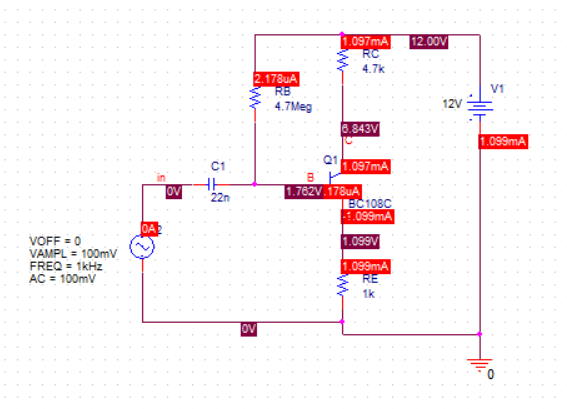 1.097mA
12.00V
RC
4.7k
2.178uA
RB
4.7Meg
V1
12V
1.099mA
6.843V
C
Q1
1.097mA
C1
in
0V
22n
B
1.762V
.178uA
BC108C
-1.099mA
0A
2
1.099V
VOFF = 0
VAMPL = 100mV
FREQ = 1kHz
AC = 100mV
1.099mA
RE
1k
0V
0